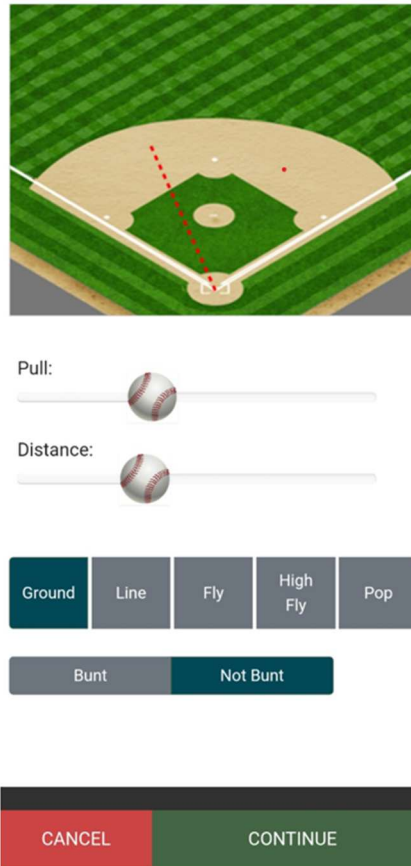 Pull:
Distance:
Ground Line Fly High Fly Pop
Bunt Not Bunt
CANCEL CONTINUE